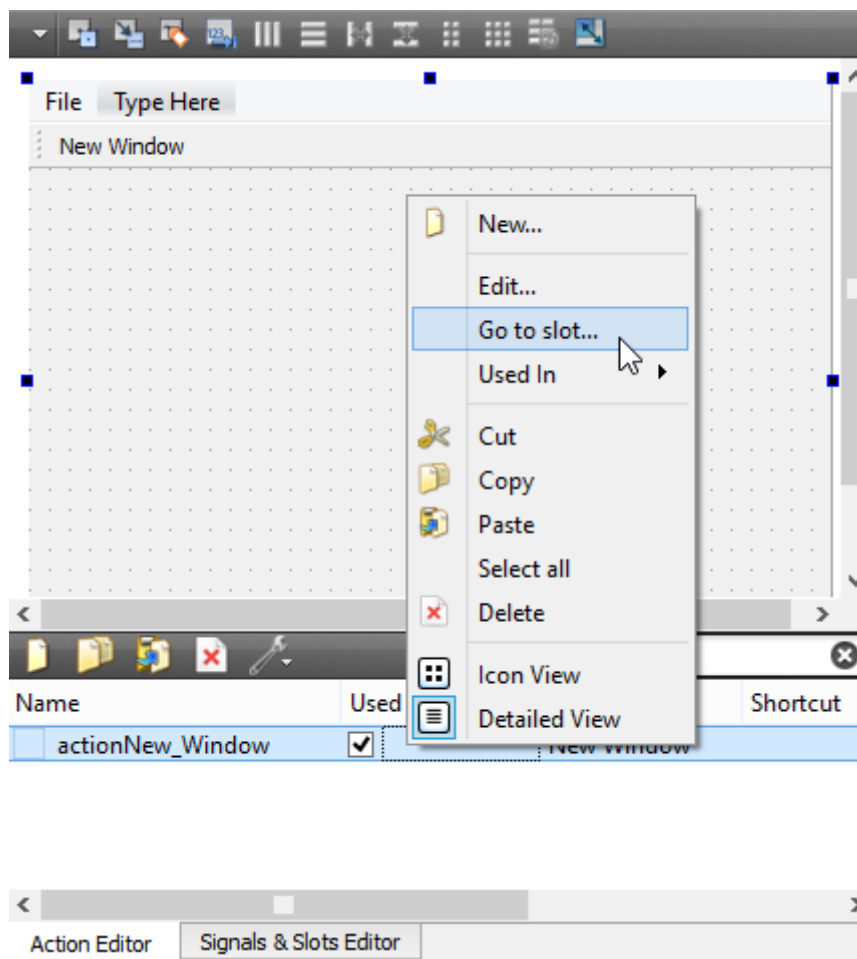 File Type Here
New Window
New...
Edit...
Go to slot...
Used In
Cut
Copy
Paste
Select all
Delete
Icon View
Detailed View
Name Used Shortcut
actionNew_Window New Window
Action Editor Signals & Slots Editor